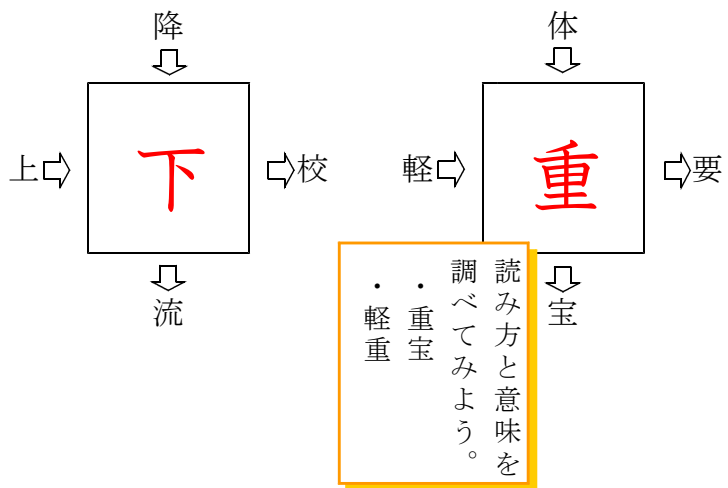 降
上
下
校
流
体
軽
重
要
宝
読み方と意味を
調べてみよう。
・重宝
・軽重